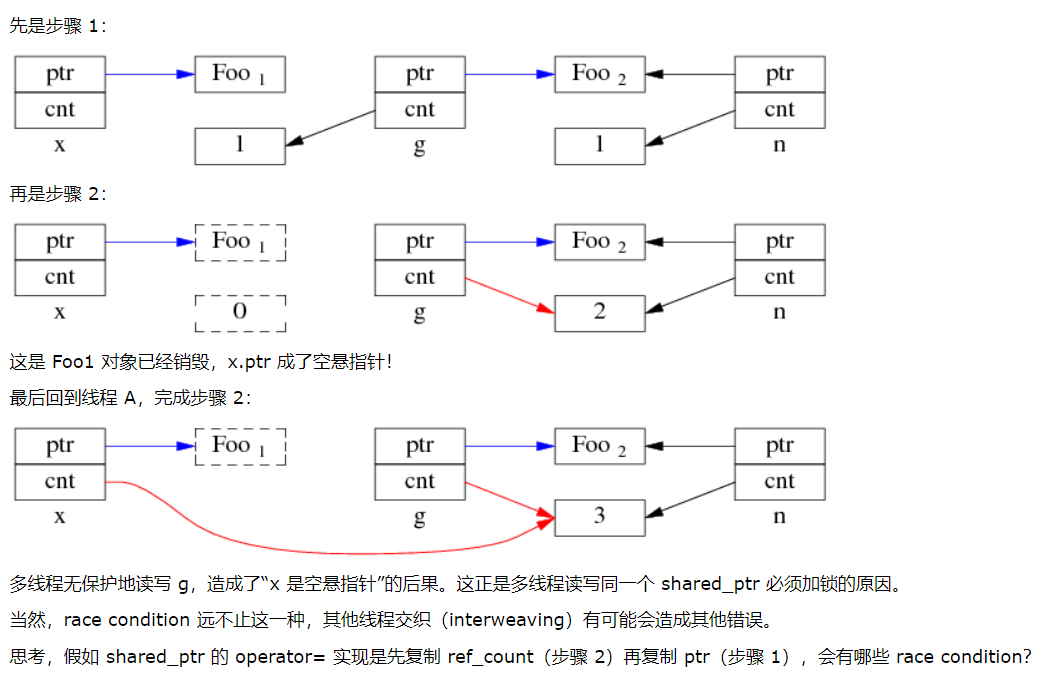 先是步骤 1：
ptr Foo 1 ptr Foo 2 ptr
cnt cnt cnt
x 1 g 1 n
再是步骤 2：
ptr Foo 1 ptr Foo 2 ptr
cnt cnt cnt
x 0 g 2 n
这是 Foo1 对象已经销毁，x.ptr 成了空悬指针！
最后回到线程 A，完成步骤 2：
ptr Foo 1 ptr Foo 2 ptr
cnt cnt cnt
x g 3 n
多线程无保护地读写 g，造成了“x 是空悬指针”的后果。这正是多线程读写同一个 shared_ptr 必须加锁的原因。
当然，race condition 远不止这一种，其他线程交织（interweaving）有可能会造成其他错误。
思考，假如 shared_ptr 的 operator= 实现是先复制 ref_count（步骤 2）再复制 ptr（步骤 1），会有哪些 race condition？